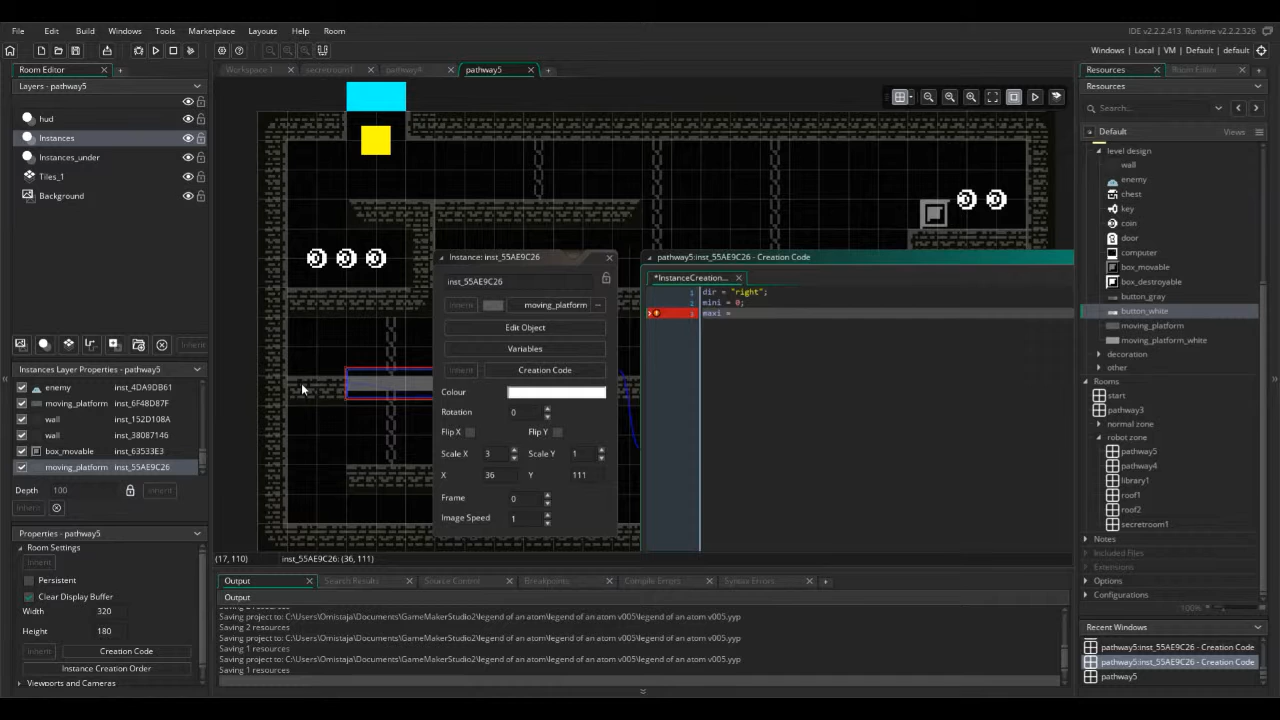 File Edit Build Windows Tools Marketplace Layouts Help Room
IDE v2.2.2.413 Runtime v2.2.2.326
Windows | Local | VM | Default | default
Room Editor
Workspace 1 secretroom1 pathway4 pathway5
Resources Room Editor
Layers - pathway5
Resources
hud
Instances
Instances_under
Tiles_1
Background
Search...
Default
Views
level design
wall
enemy
chest
key
coin
door
computer
box_movable
box_destroyable
button_gray
button_white
moving_platform
moving_platform_white
decoration
other
Rooms
start
pathway3
normal zone
robot zone
pathway5
pathway4
library1
roof1
roof2
secretroom1
Notes
Included Files
Extensions
Options
Configurations
100%
Instance: inst_55AE9C26
inst_55AE9C26
Inherit moving_platform
Edit Object
Variables
Inherit Creation Code
Colour
Rotation 0
Flip X Flip Y
Scale X 3 Scale Y 1
X 36 Y 111
Frame 0
Image Speed 1
pathway5:inst_55AE9C26 - Creation Code
*InstanceCreation...
1 dir = "right";
2 mini = 0;
3 maxi =
Inherit
Instances Layer Properties - pathway5
enemy inst_4DA9DB61
moving_platform inst_6F48D87F
wall inst_152D108A
wall inst_38087146
box_movable inst_63533E3
moving_platform inst_55AE9C26
Depth 100 Inherit
Inherit
Properties - pathway5
Room Settings
Inherit
Persistent
Clear Display Buffer
Width 320
Height 180
Inherit Creation Code
Instance Creation Order
Viewports and Cameras
(17, 110) inst_55AE9C26: (36, 111)
Output Search Results Source Control Breakpoints Compile Errors Syntax Errors
Output
Saving project to: C:\Users\Omistaja\Documents\GameMakerStudio2\legend of an atom v005\legend of an atom v005.yyp
Saving 2 resources
Saving project to: C:\Users\Omistaja\Documents\GameMakerStudio2\legend of an atom v005\legend of an atom v005.yyp
Saving 1 resources
Saving project to: C:\Users\Omistaja\Documents\GameMakerStudio2\legend of an atom v005\legend of an atom v005.yyp
Saving 1 resources
Recent Windows
pathway5:inst_55AE9C26 - Creation Code
pathway5:inst_55AE9C26 - Creation Code
pathway5